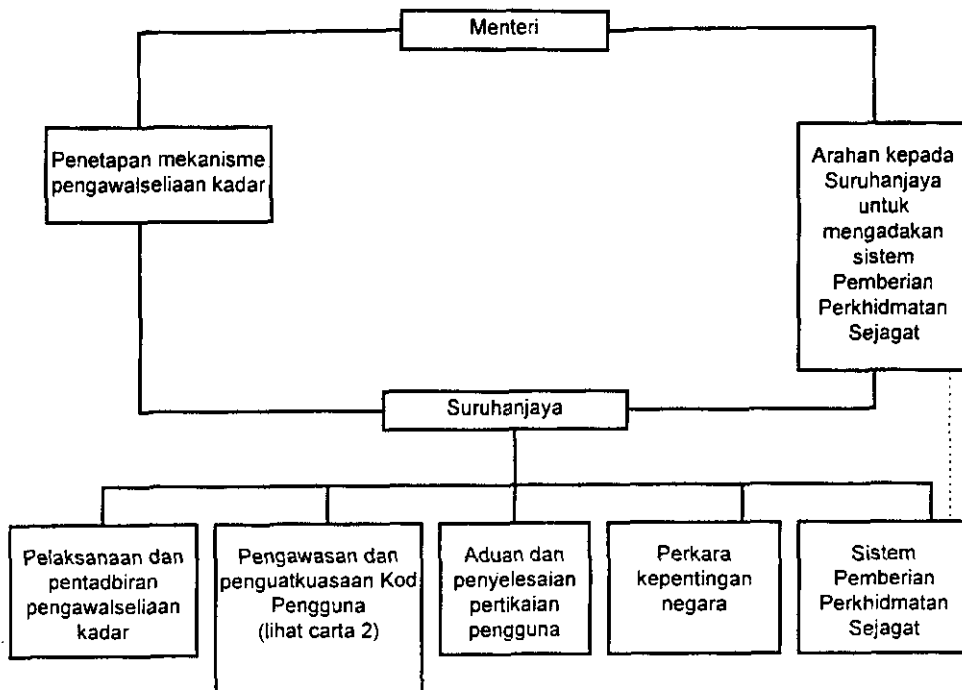 Menteri
Penetapan mekanisme
pengawalseliaan kadar
Arahan kepada
Suruhanjaya
untuk
mengadakan
sistem
Pemberian
Perkhidmatan
Sejagat
Suruhanjaya
Pelaksanaan dan
pentadbiran
pengawalseliaan
kadar
Pengawasan dan
penguatkuasaan Kod
Pengguna
(lihat carta 2)
Aduan dan
penyelesaian
pertikaian
pengguna
Perkara
kepentingan
negara
Sistem
Pemberian
Perkhidmatan
Sejagat